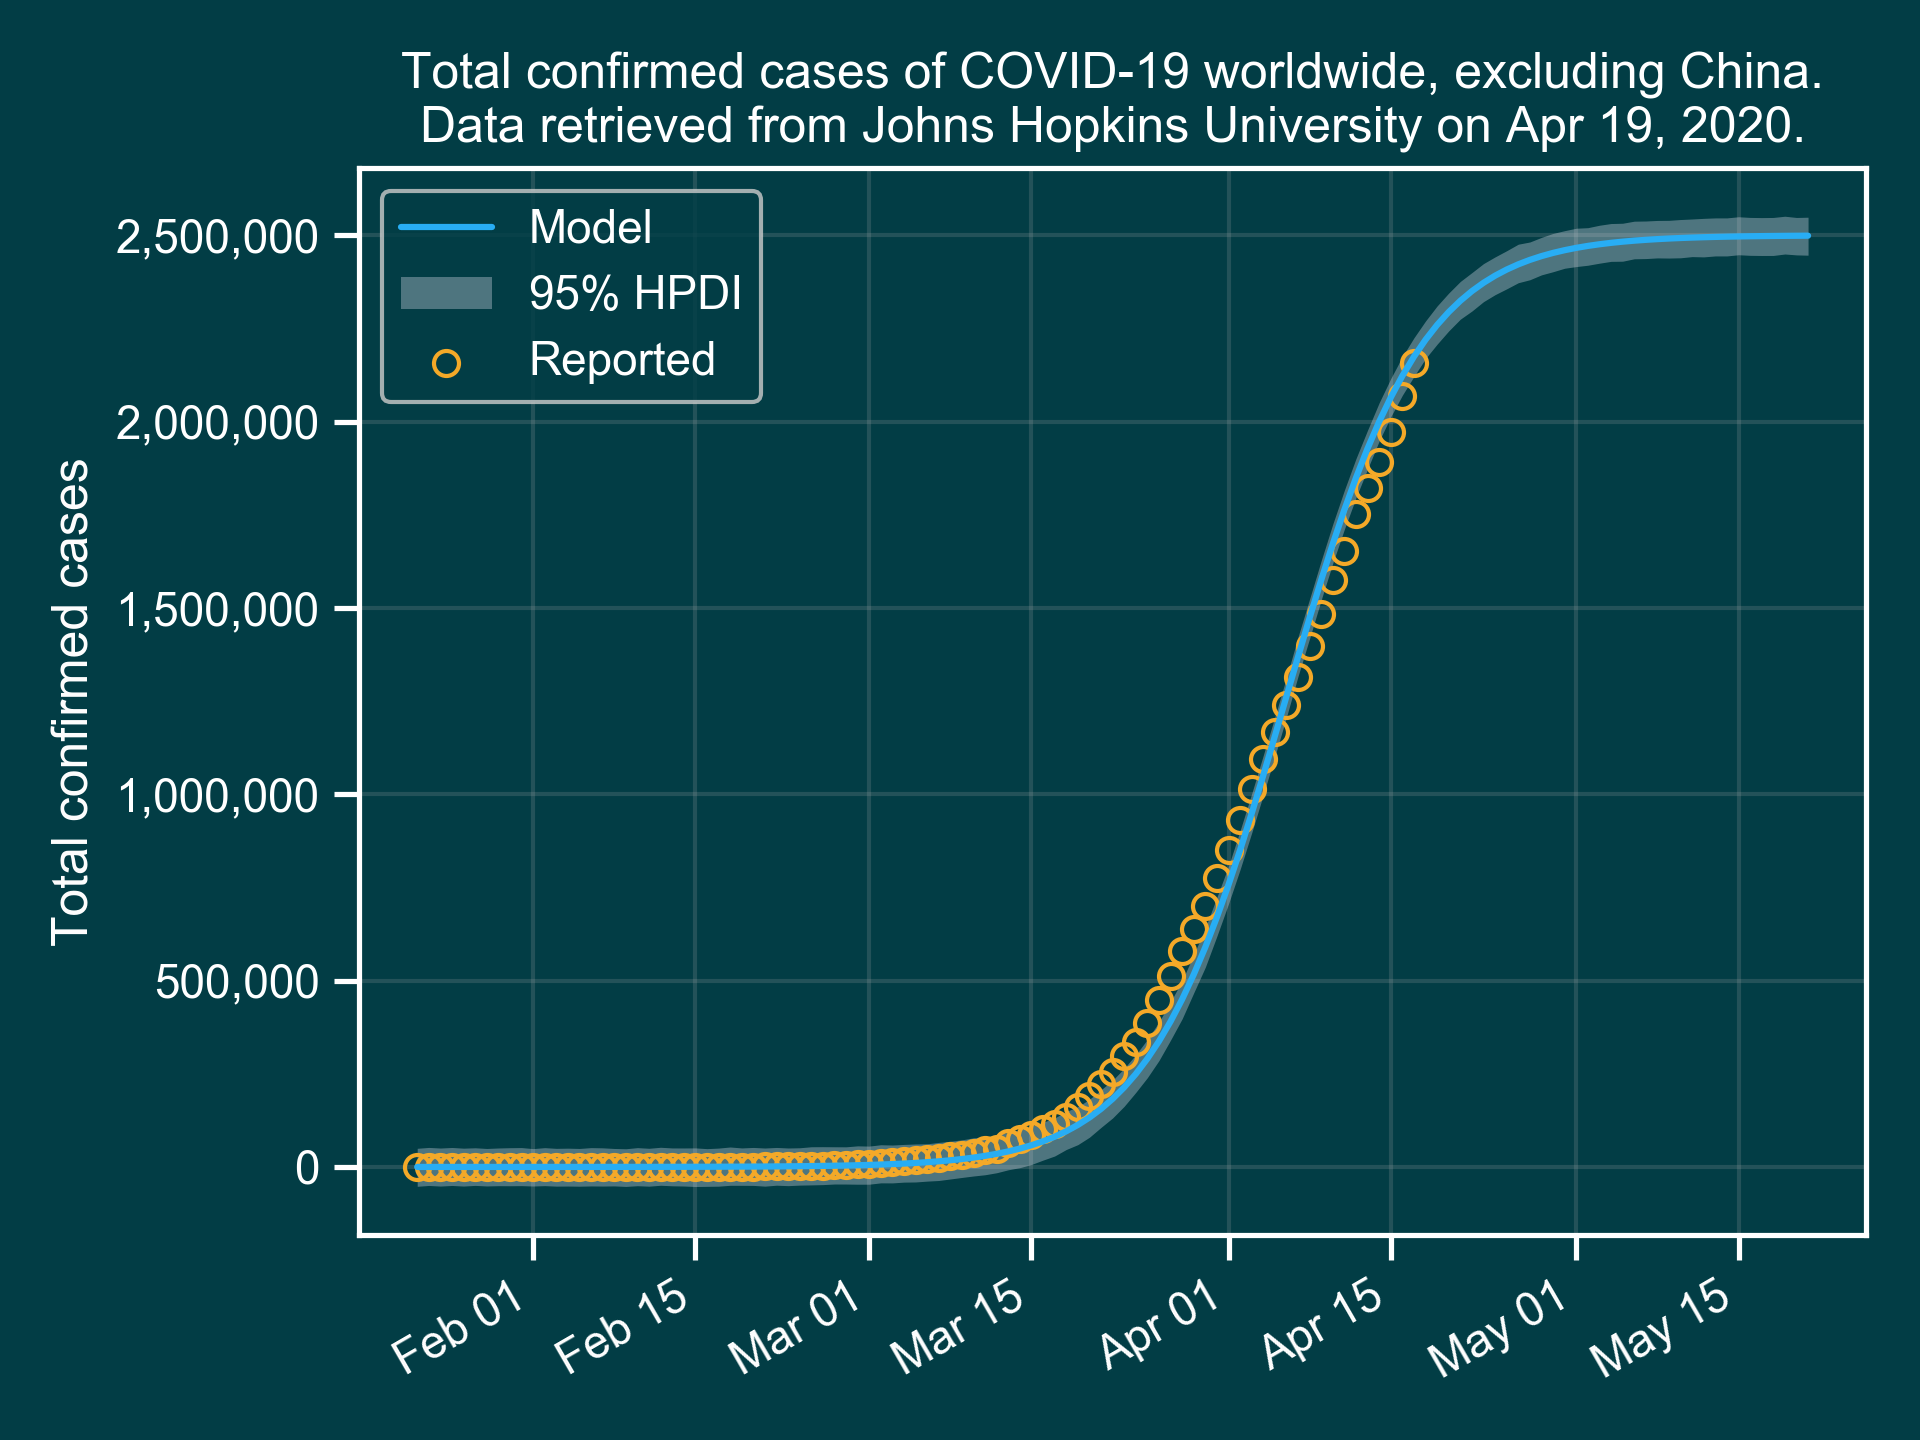 Total confirmed cases of COVID-19 worldwide, excluding China.
Data retrieved from Johns Hopkins University on Apr 19, 2020.
Model
95% HPDI
Reported
Total confirmed cases
2,500,000
2,000,000
1,500,000
1,000,000
500,000
0
Feb 01
Feb 15
Mar 01
Mar 15
Apr 01
Apr 15
May 01
May 15